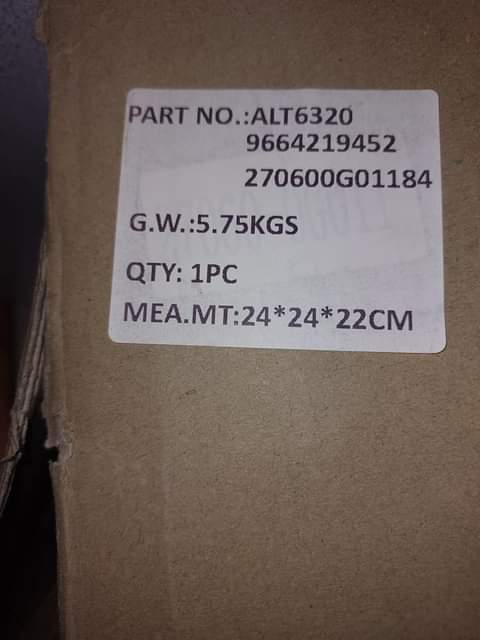 PART NO.:ALT6320
9664219452
270600G01184
G.W.:5.75KGS
QTY: 1PC
MEA.MT:24*24*22CM